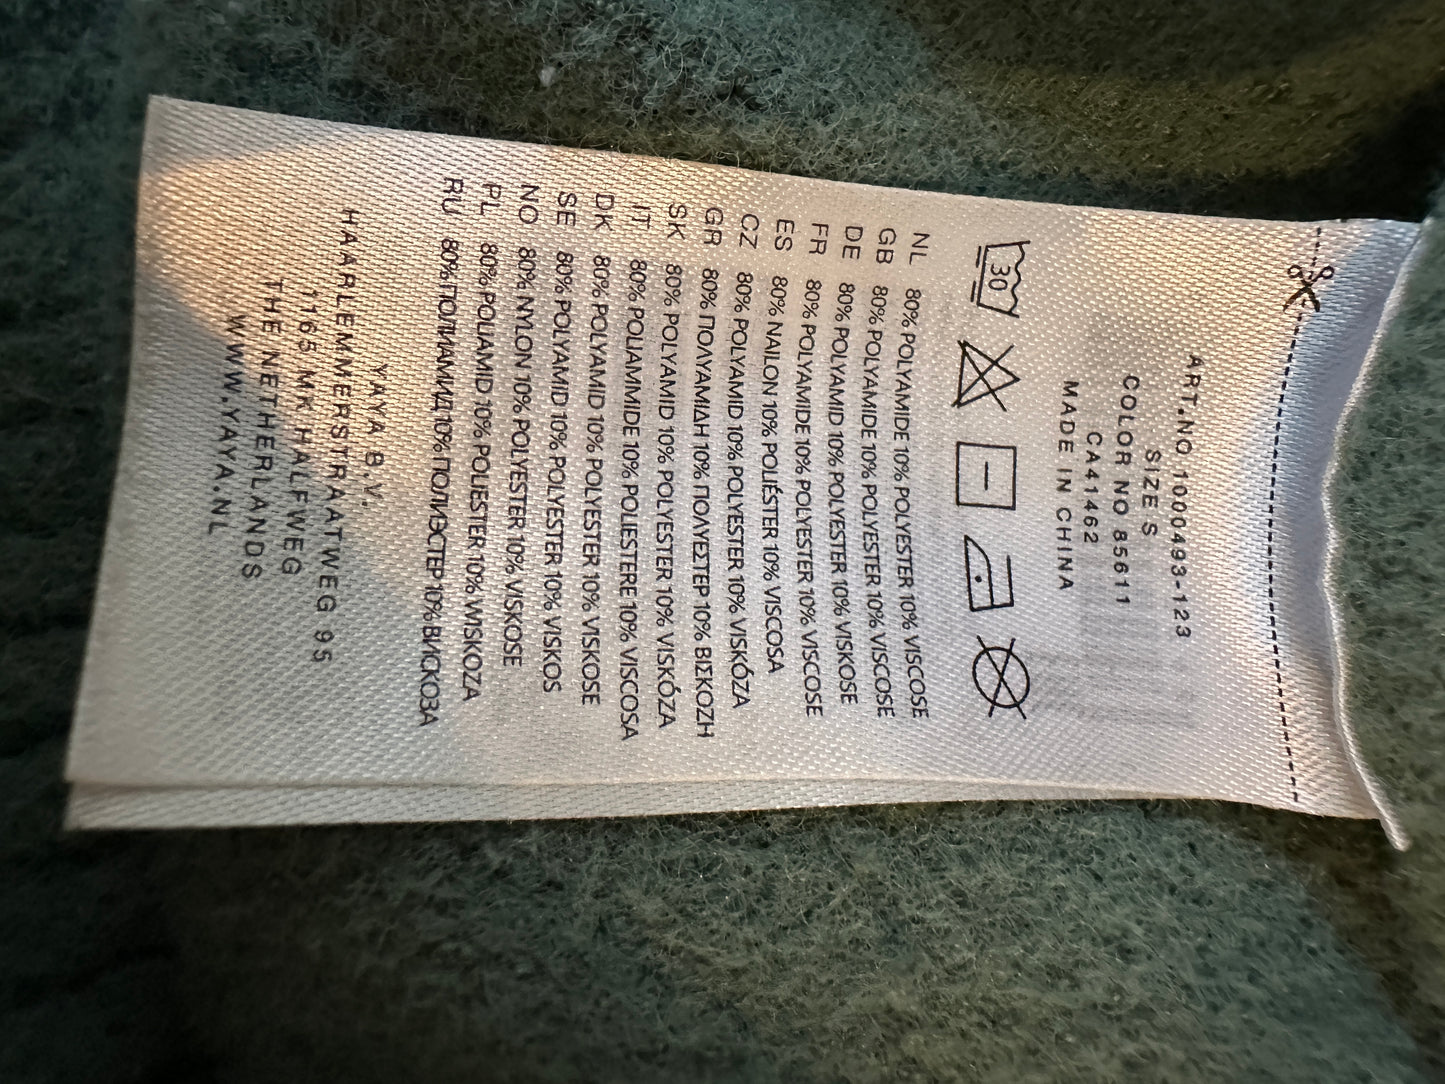 ART.NO 1000493-123
SIZE S
COLOR NO 85611
CA41462
MADE IN CHINA
30
NL 80% POLYAMIDE 10% POLYESTER 10% VISCOSE
GB 80% POLYAMIDE 10% POLYESTER 10% VISCOSE
DE 80% POLYAMID 10% POLYESTER 10% VISKOSE
FR 80% POLYAMIDE 10% POLYESTER 10% VISCOSE
ES 80% NAILON 10% POLIÉSTER 10% VISCOSA
CZ 80% POLYAMID 10% POLYESTER 10% VISKÓZA
GR 80% ΠΟΛΥΑΜΙΔΗ 10% ΠΟΛΥΕΣΤΕΡ 10% ΒΙΣΚΟΖΗ
SK 80% POLYAMID 10% POLYESTER 10% VISKÓZA
IT 80% POLIAMMIDE 10% POLIESTERE 10% VISCOSA
DK 80% POLYAMID 10% POLYESTER 10% VISKOSE
SE 80% POLYAMID 10% POLYESTER 10% VISKOS
NO 80% NYLON 10% POLYESTER 10% VISKOSE
PL 80% POLIAMID 10% POLIESTER 10% WISKOZA
RU 80% ПОЛИАМИД 10% ПОЛИЭСТЕР 10% ВИСКОЗА
YAYA B.V.
HAARLEMMERSTRAATWEG 95
1165 MK HALFWEG
THE NETHERLANDS
WWW.YAYA.NL